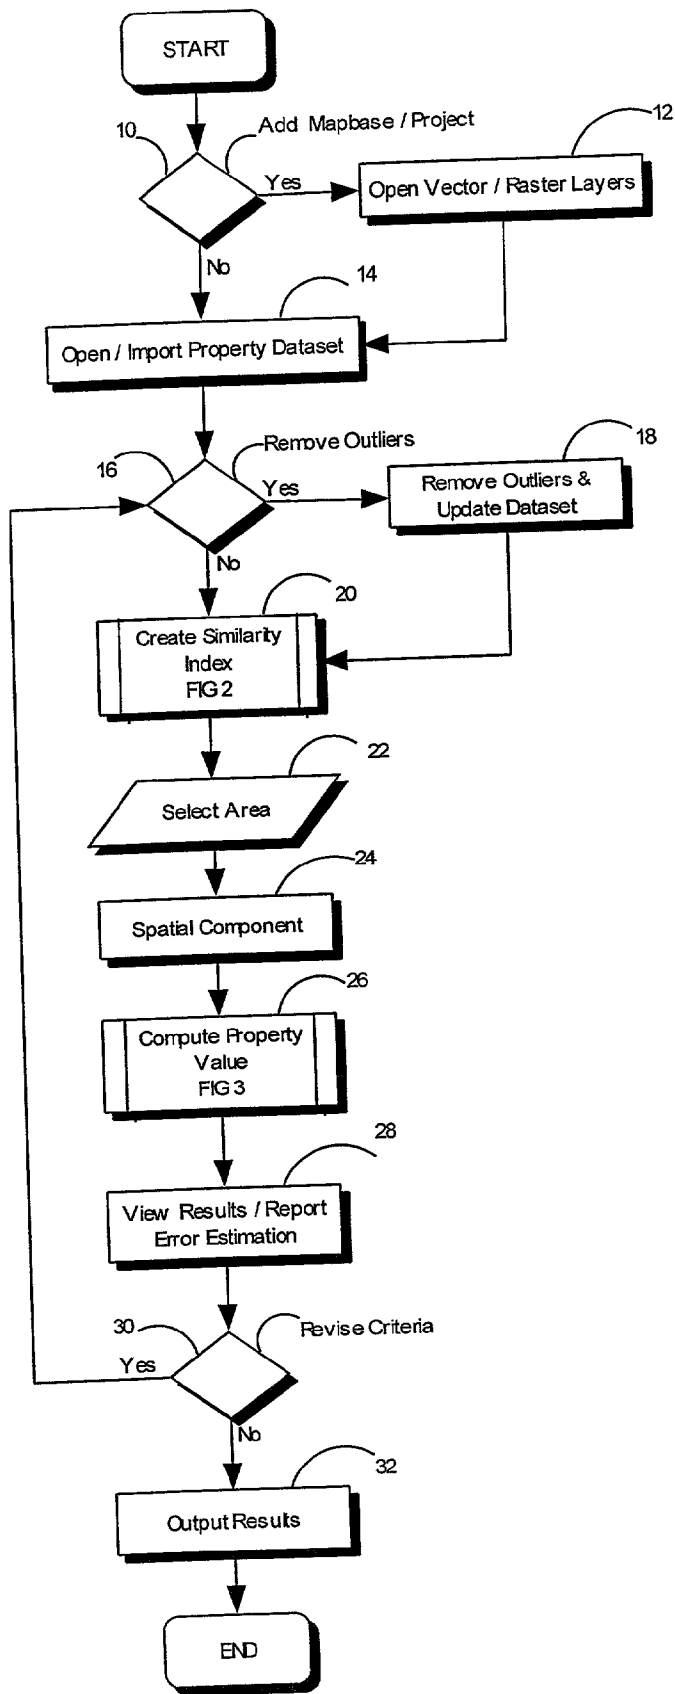 START
10
Add Mapbase / Project
12
Yes
Open Vector / Raster Layers
No
14
Open / Import Property Dataset
16
Remove Outliers
18
Yes
Remove Outliers &
Update Dataset
No
20
Create Similarity
Index
FIG 2
22
Select Area
24
Spatial Component
26
Compute Property
Value
FIG 3
28
View Results / Report
Error Estimation
30
Revise Criteria
Yes
No
32
Output Results
END